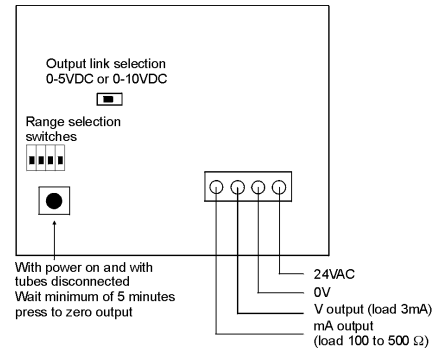 Output link selection
0-5VDC or 0-10VDC
Range selection
switches
With power on and with
tubes disconnected
Wait minimum of 5 minutes
press to zero output
24VAC
0V
V output (load 3mA)
mA output
(load 100 to 500 Ω)